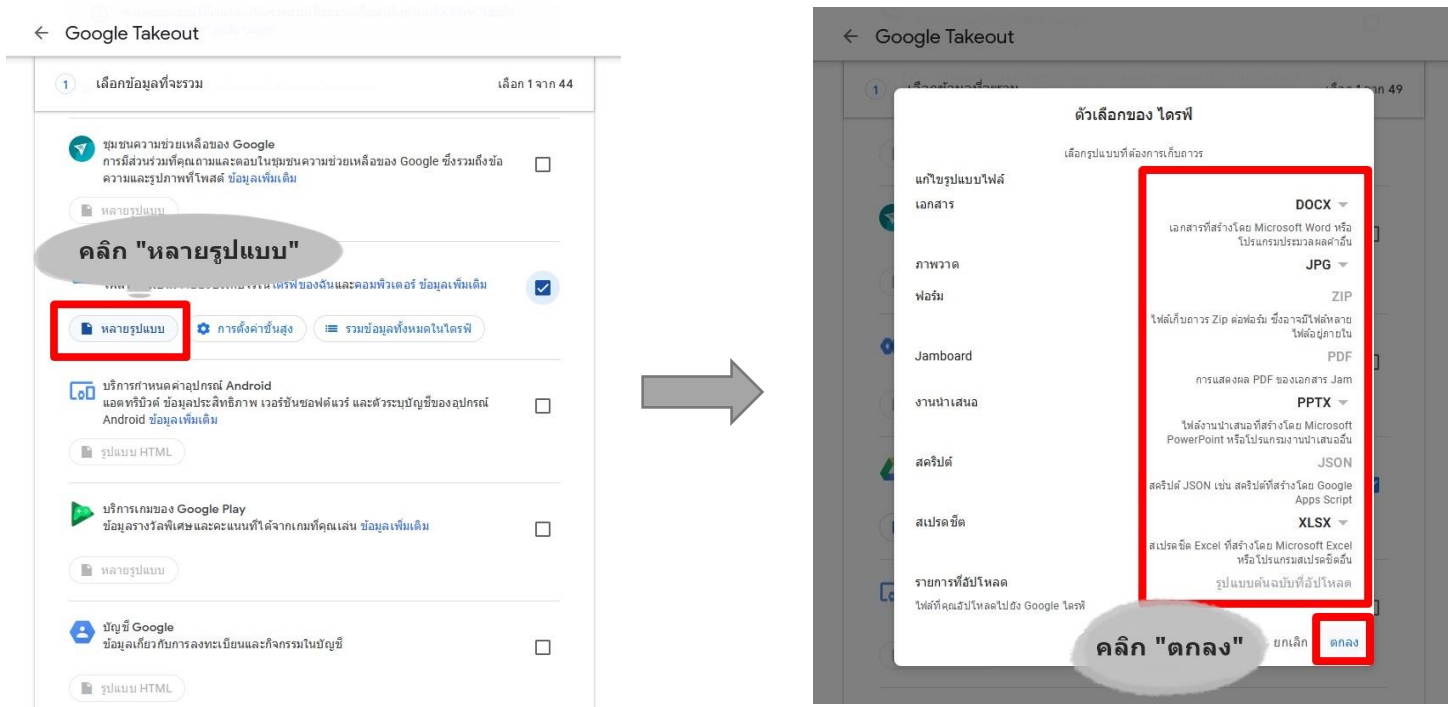 ← Google Takeout
1 เลือกข้อมูลที่จะรวม เลือก 1 จาก 44
ชุมชนความช่วยเหลือของ Google
การมีส่วนร่วมที่คุณถามและตอบในชุมชนความช่วยเหลือของ Google ซึ่งรวมถึงข้อ
ความและรูปภาพที่โพสต์ ข้อมูลเพิ่มเติม
หลายรูปแบบ
คลิก "หลายรูปแบบ"
ไดรฟ์ของฉันและคอมพิวเตอร์ ข้อมูลเพิ่มเติม
หลายรูปแบบ การตั้งค่าขั้นสูง รวมข้อมูลทั้งหมดในไดรฟ์
บริการกำหนดค่าอุปกรณ์ Android
แอตทริบิวต์ ข้อมูลประสิทธิภาพ เวอร์ชันซอฟต์แวร์ และตัวระบุบัญชีของอุปกรณ์
Android ข้อมูลเพิ่มเติม
รูปแบบ HTML
บริการเกมของ Google Play
ข้อมูลรางวัลพิเศษและคะแนนที่ได้จากเกมที่คุณเล่น ข้อมูลเพิ่มเติม
หลายรูปแบบ
บัญชี Google
ข้อมูลเกี่ยวกับการลงทะเบียนและกิจกรรมในบัญชี
รูปแบบ HTML
← Google Takeout
1 เลือกข้อมูลที่จะรวม เลือก 1 จาก 49
ตัวเลือกของ ไดรฟ์
เลือกรูปแบบที่ต้องการเก็บถาวร
แก้ไขรูปแบบไฟล์
เอกสาร DOCX
เอกสารที่สร้างโดย Microsoft Word หรือ
โปรแกรมประมวลผลคำอื่น
ภาพวาด JPG
ฟอร์ม ZIP
ไฟล์เก็บถาวร Zip ต่อฟอร์ม ซึ่งอาจมีไฟล์หลาย
ไฟล์อยู่ภายใน
Jamboard PDF
การแสดงผล PDF ของเอกสาร Jam
งานนำเสนอ PPTX
ไฟล์งานนำเสนอที่สร้างโดย Microsoft
PowerPoint หรือโปรแกรมงานนำเสนออื่น
สคริปต์ JSON
สคริปต์ JSON เช่น สคริปต์ที่สร้างโดย Google
Apps Script
สเปรดชีต XLSX
สเปรดชีต Excel ที่สร้างโดย Microsoft Excel
หรือโปรแกรมสเปรดชีตอื่น
รายการที่อัปโหลด รูปแบบต้นฉบับที่อัปโหลด
ไฟล์ที่คุณอัปโหลดไปยัง Google ไดรฟ์
คลิก "ตกลง" ยกเลิก ตกลง